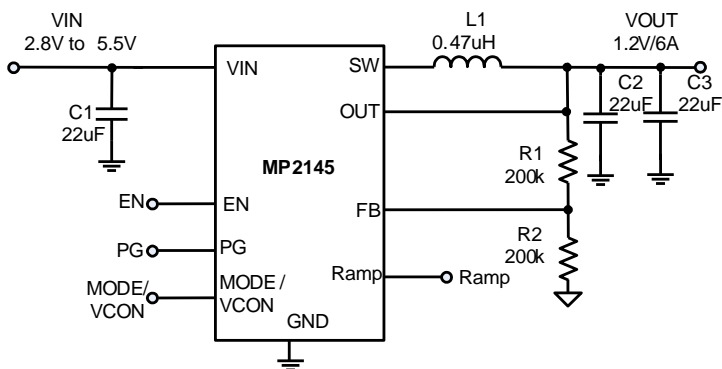 VIN
2.8V to 5.5V
L1
0.47uH
VOUT
1.2V/6A
VIN
SW
C1
22uF
C2
22uF
C3
22uF
OUT
MP2145
R1
200k
EN
EN
FB
PG
PG
R2
200k
MODE/
VCON
MODE /
VCON
Ramp
Ramp
GND